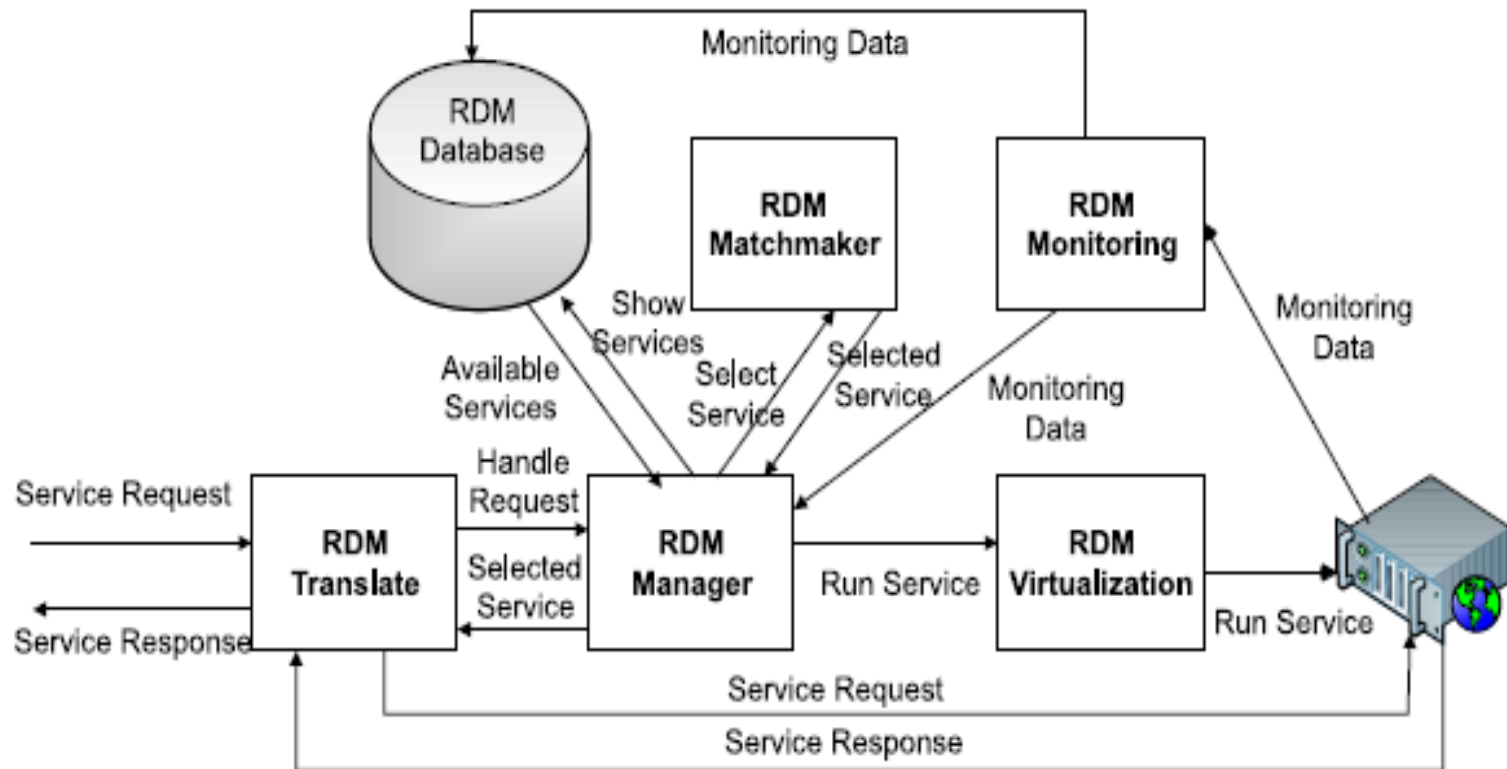 Monitoring Data
RDM
Database
RDM
Matchmaker
RDM
Monitoring
Show
Services
Available
Services
Select
Service
Selected
Service
Monitoring
Data
Monitoring
Data
Service Request
Handle
Request
RDM
Translate
Selected
Service
RDM
Manager
Run Service
RDM
Virtualization
Run Service
Service Response
Service Request
Service Response